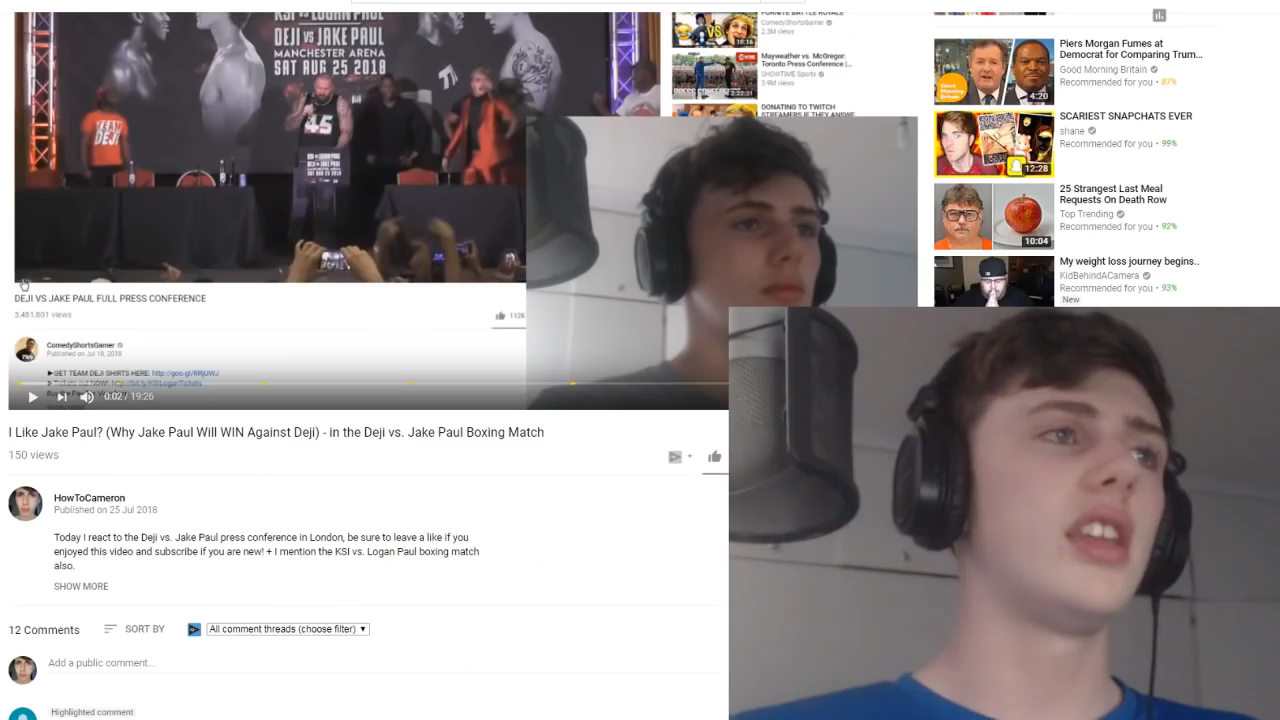 KSI vs LOGAN PAUL
DEJI vs JAKE PAUL
MANCHESTER ARENA
SAT AUG 25 2018
TEAM
DEJI
DEJI VS JAKE PAUL FULL PRESS CONFERENCE
3,481,801 views
112K
ComedyShortsGamer
Published on Jul 18, 2018
►GET TEAM DEJI SHIRTS HERE:
0:02 / 19:26
FORNITE BATTLE ROYALE
ComedyShortsGamer
2.3M views
10:16
Mayweather vs. McGregor:
Toronto Press Conference |...
SHOWTIME Sports
3.9M views
2:22:31
DONATING TO TWITCH
STREAMERS IF THEY ANSWE
Piers Morgan Fumes at
Democrat for Comparing Trum...
Good Morning Britain
Recommended for you • 87%
4:20
SCARIEST SNAPCHATS EVER
shane
Recommended for you • 99%
12:28
25 Strangest Last Meal
Requests On Death Row
Top Trending
Recommended for you • 92%
10:04
My weight loss journey begins..
KidBehindACamera
Recommended for you • 93%
New
I Like Jake Paul? (Why Jake Paul Will WIN Against Deji) - in the Deji vs. Jake Paul Boxing Match
150 views
HowToCameron
Published on 25 Jul 2018
Today I react to the Deji vs. Jake Paul press conference in London, be sure to leave a like if you
enjoyed this video and subscribe if you are new! + I mention the KSI vs. Logan Paul boxing match
also.
SHOW MORE
12 Comments
SORT BY
All comment threads (choose filter)
Add a public comment...
Highlighted comment